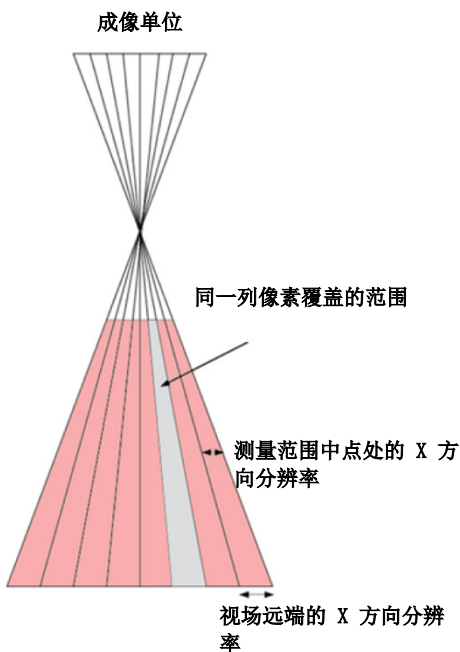 成像单位
同一列像素覆盖的范围
测量范围中点处的 X 方
向分辨率
视场远端的 X 方向分辨
率